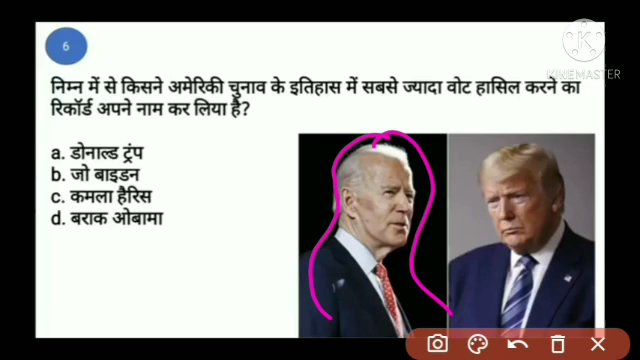 6
KINEMASTER
निम्न में से किसने अमेरिकी चुनाव के इतिहास में सबसे ज्यादा वोट हासिल करने का
रिकॉर्ड अपने नाम कर लिया है?
a. डोनाल्ड ट्रंप
b. जो बाइडन
c. कमला हैरिस
d. बराक ओबामा